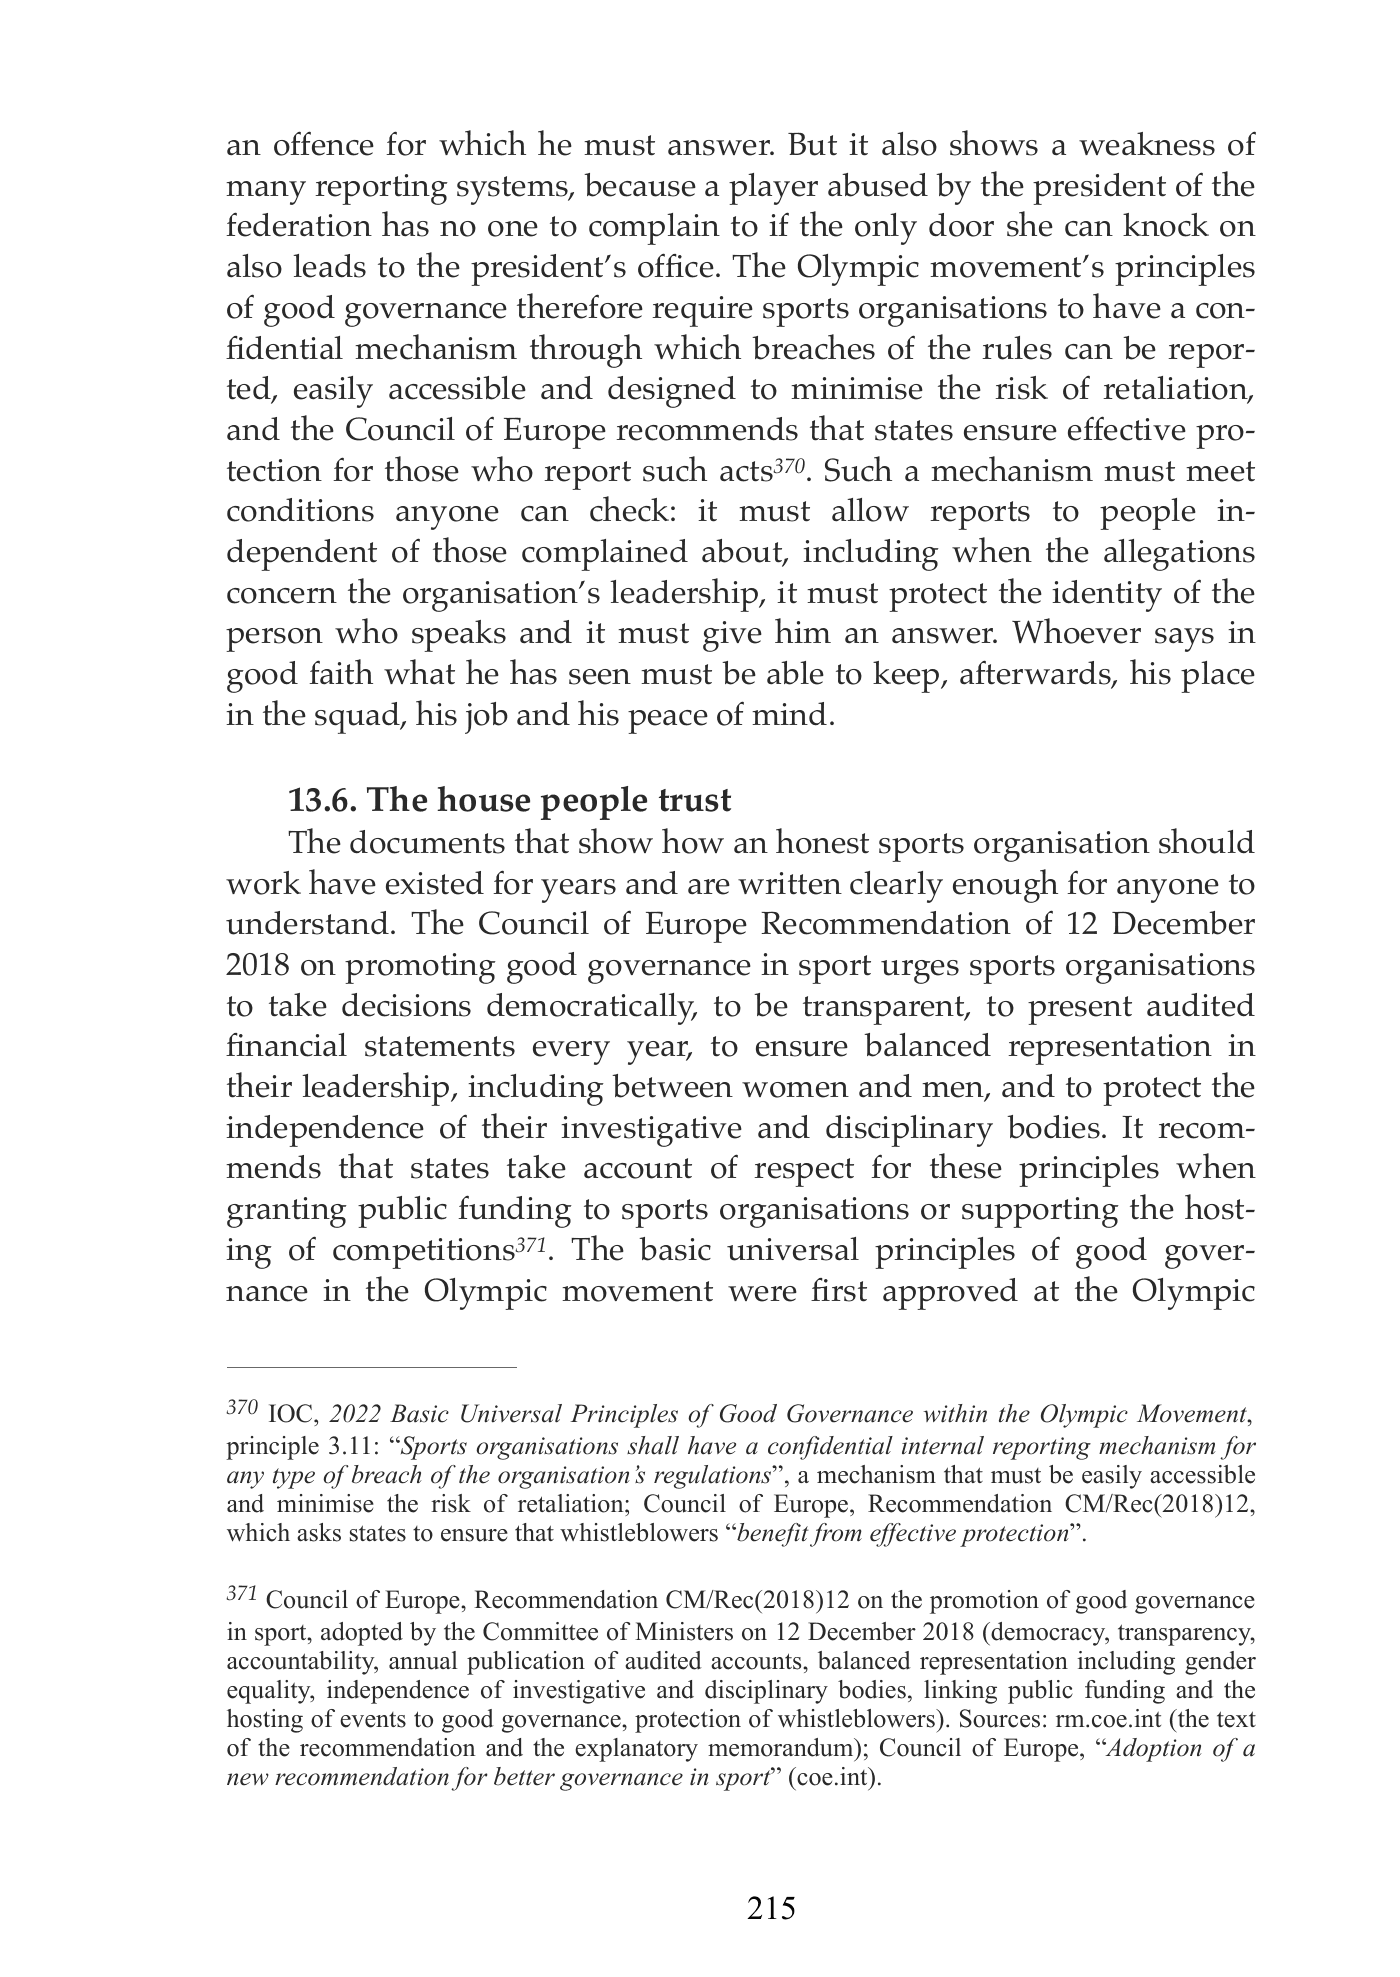 an offence for which he must answer. But it also shows a weakness of
many reporting systems, because a player abused by the president of the
federation has no one to complain to if the only door she can knock on
also leads to the president’s office. The Olympic movement’s principles
of good governance therefore require sports organisations to have a con-
fidential mechanism through which breaches of the rules can be repor-
ted, easily accessible and designed to minimise the risk of retaliation,
and the Council of Europe recommends that states ensure effective pro-
tection for those who report such acts370. Such a mechanism must meet
conditions anyone can check: it must allow reports to people in-
dependent of those complained about, including when the allegations
concern the organisation’s leadership, it must protect the identity of the
person who speaks and it must give him an answer. Whoever says in
good faith what he has seen must be able to keep, afterwards, his place
in the squad, his job and his peace of mind.
13.6. The house people trust
The documents that show how an honest sports organisation should
work have existed for years and are written clearly enough for anyone to
understand. The Council of Europe Recommendation of 12 December
2018 on promoting good governance in sport urges sports organisations
to take decisions democratically, to be transparent, to present audited
financial statements every year, to ensure balanced representation in
their leadership, including between women and men, and to protect the
independence of their investigative and disciplinary bodies. It recom-
mends that states take account of respect for these principles when
granting public funding to sports organisations or supporting the host-
ing of competitions371. The basic universal principles of good gover-
nance in the Olympic movement were first approved at the Olympic
370 IOC, 2022 Basic Universal Principles of Good Governance within the Olympic Movement,
principle 3.11: “Sports organisations shall have a confidential internal reporting mechanism for
any type of breach of the organisation’s regulations”, a mechanism that must be easily accessible
and minimise the risk of retaliation; Council of Europe, Recommendation CM/Rec(2018)12,
which asks states to ensure that whistleblowers “benefit from effective protection”.
371 Council of Europe, Recommendation CM/Rec(2018)12 on the promotion of good governance
in sport, adopted by the Committee of Ministers on 12 December 2018 (democracy, transparency,
accountability, annual publication of audited accounts, balanced representation including gender
equality, independence of investigative and disciplinary bodies, linking public funding and the
hosting of events to good governance, protection of whistleblowers). Sources: rm.coe.int (the text
of the recommendation and the explanatory memorandum); Council of Europe, “Adoption of a
new recommendation for better governance in sport” (coe.int).
215